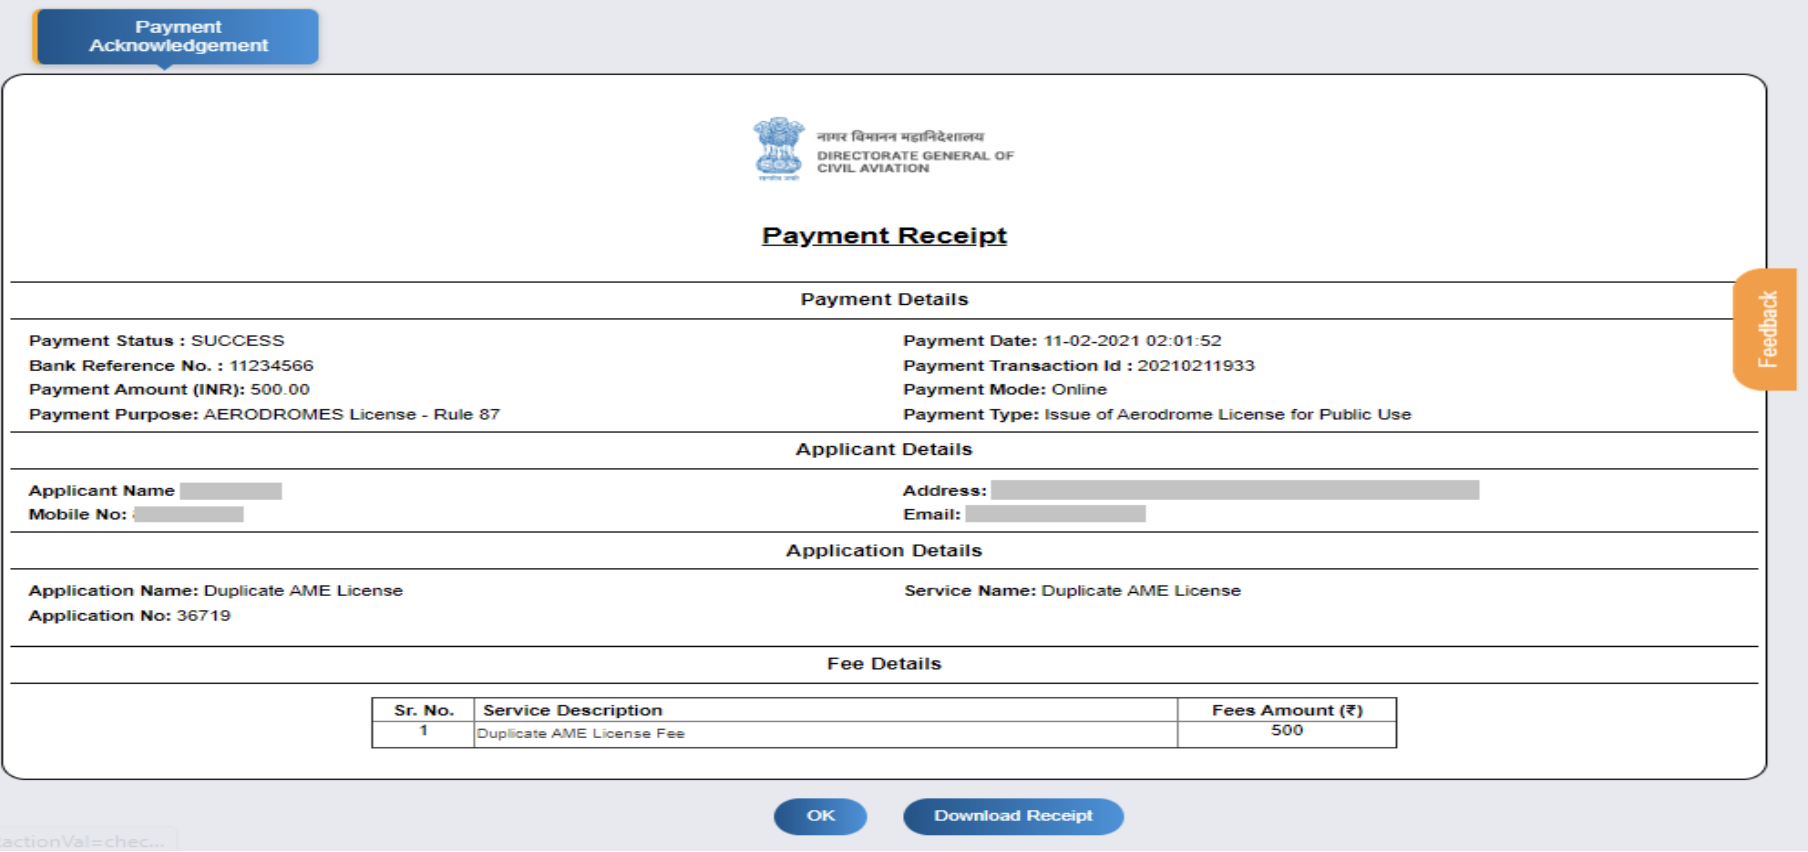 Payment
Acknowledgement
नागर विमानन महानिदेशालय
DIRECTORATE GENERAL OF
CIVIL AVIATION
Payment Receipt
Payment Details
Payment Status : SUCCESS
Payment Date: 11-02-2021 02:01:52
Bank Reference No. : 11234566
Payment Transaction Id : 20210211933
Payment Amount (INR): 500.00
Payment Mode: Online
Payment Purpose: AERODROMES License - Rule 87
Payment Type: Issue of Aerodrome License for Public Use
Feedback
Applicant Details
Applicant Name
Address:
Mobile No:
Email:
Application Details
Application Name: Duplicate AME License
Service Name: Duplicate AME License
Application No: 36719
Fee Details
Sr. No. Service Description Fees Amount (₹)
1 Duplicate AME License Fee 500
OK
Download Receipt
actionVal=chec...